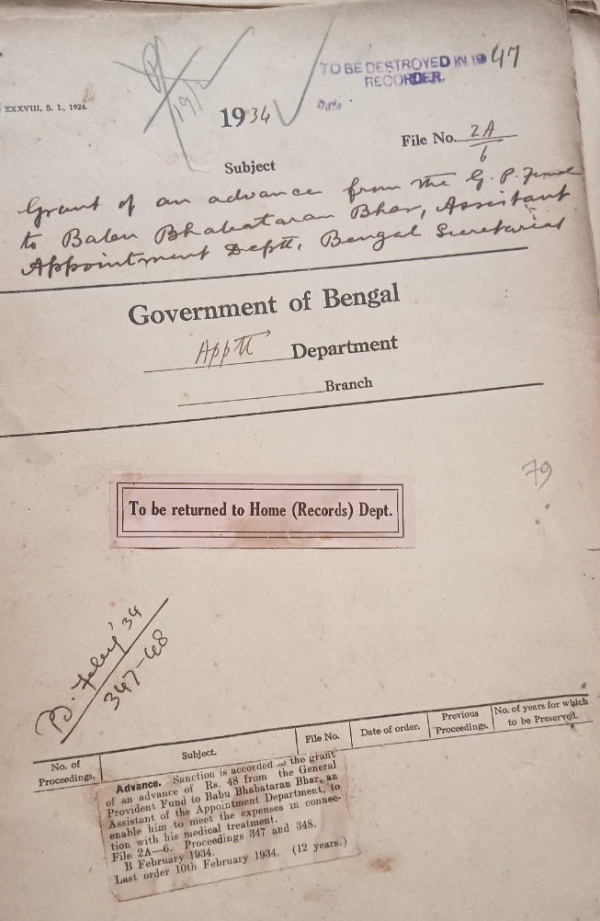 TO BE DESTROYED IN 1947
RECORDER.
Date
XXXVIII, S. I., 1924.
1934
File No. 2A/6
Subject
Grant of an advance from the G. P. Fund
to Babu Bhabataran Bhar, Assistant
Appointment Deptt, Bengal Secretariat
Government of Bengal
Apptt Department
Branch
79
To be returned to Home (Records) Dept.
B. Feby '34
347-48
No. of Proceedings.
Subject.
File No.
Date of order.
Previous Proceedings.
No. of years for which to be Preserved.
Advance. Sanction is accorded to the grant
of an advance of Rs. 48 from the General
Provident Fund to Babu Bhabataran Bhar, an
Assistant of the Appointment Department, to
enable him to meet the expenses in connec-
tion with his medical treatment.
File 2A—6. Proceedings 347 and 348.
B February 1934.
Last order 10th February 1934. (12 years.)